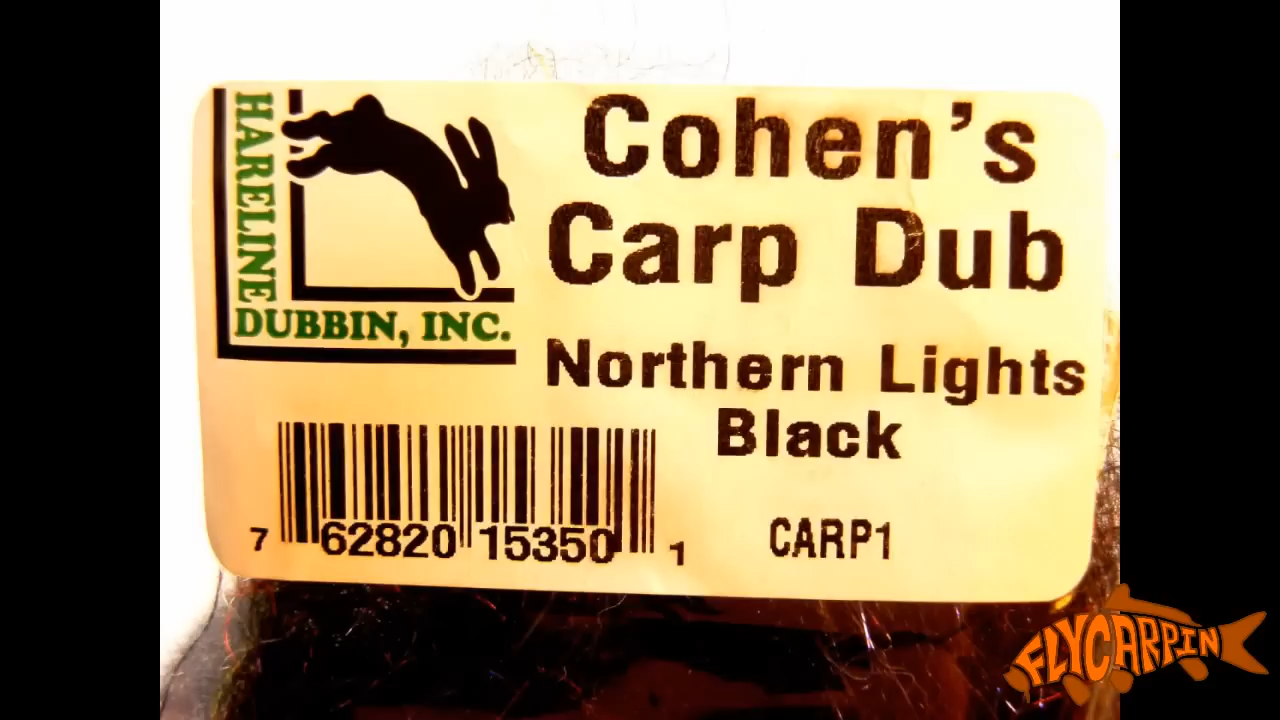 HARELINE
DUBBIN, INC.
Cohen's
Carp Dub
Northern Lights
Black
CARP1
7 62820 15350 1
FLYCARPIN